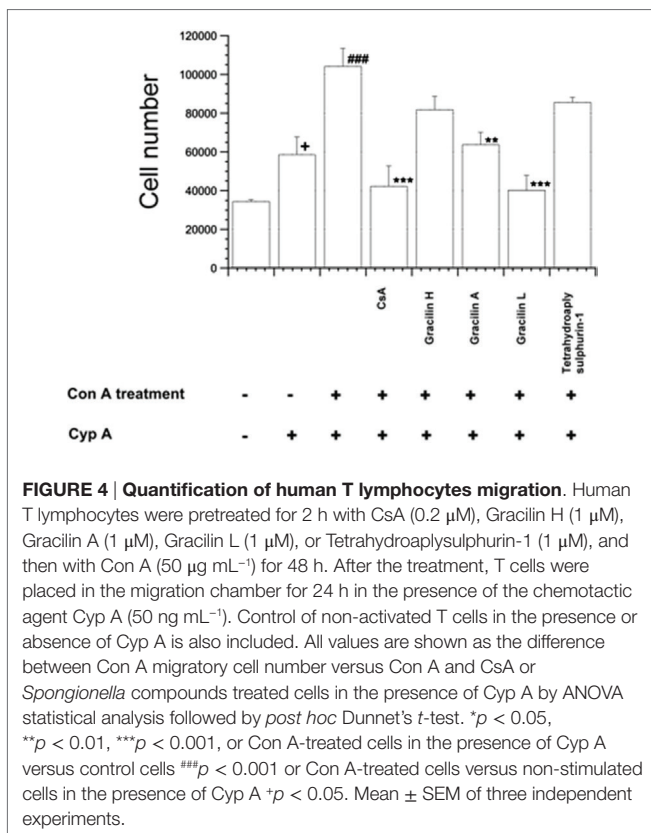 120000
100000
80000
60000
40000
20000
0
Cell number
+
###
***
**
***
CsA
Gracilin H
Gracilin A
Gracilin L
Tetrahydroaply
sulphurin-1
Con A treatment - - + + + + + +
Cyp A - + + + + + + +
FIGURE 4 | Quantification of human T lymphocytes migration. Human
T lymphocytes were pretreated for 2 h with CsA (0.2 μM), Gracilin H (1 μM),
Gracilin A (1 μM), Gracilin L (1 μM), or Tetrahydroaplysulphurin-1 (1 μM), and
then with Con A (50 μg mL⁻¹) for 48 h. After the treatment, T cells were
placed in the migration chamber for 24 h in the presence of the chemotactic
agent Cyp A (50 ng mL⁻¹). Control of non-activated T cells in the presence or
absence of Cyp A is also included. All values are shown as the difference
between Con A migratory cell number versus Con A and CsA or
Spongionella compounds treated cells in the presence of Cyp A by ANOVA
statistical analysis followed by post hoc Dunnet's t-test. *p < 0.05,
**p < 0.01, ***p < 0.001, or Con A-treated cells in the presence of Cyp A
versus control cells ###p < 0.001 or Con A-treated cells versus non-stimulated
cells in the presence of Cyp A +p < 0.05. Mean ± SEM of three independent
experiments.